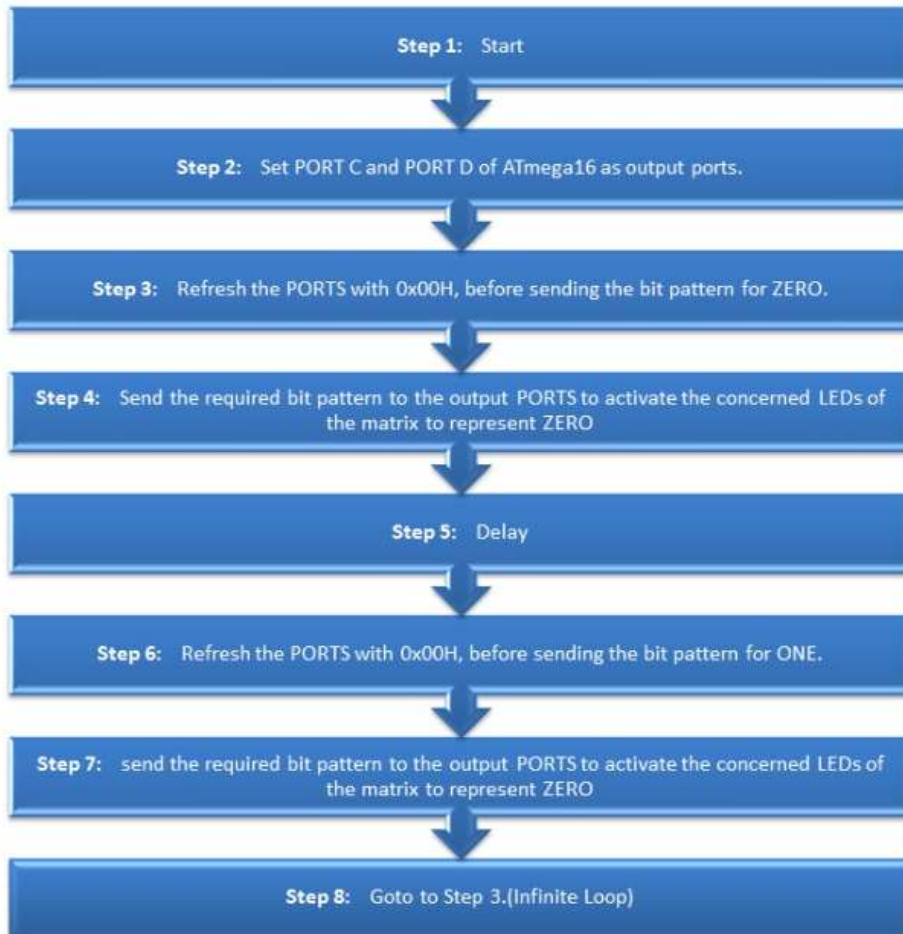 Step 1: Start
Step 2: Set PORT C and PORT D of ATmega16 as output ports.
Step 3: Refresh the PORTS with 0x00H, before sending the bit pattern for ZERO.
Step 4: Send the required bit pattern to the output PORTS to activate the concerned LEDs of
the matrix to represent ZERO
Step 5: Delay
Step 6: Refresh the PORTS with 0x00H, before sending the bit pattern for ONE.
Step 7: send the required bit pattern to the output PORTS to activate the concerned LEDs of
the matrix to represent ZERO
Step 8: Goto to Step 3.(Infinite Loop)